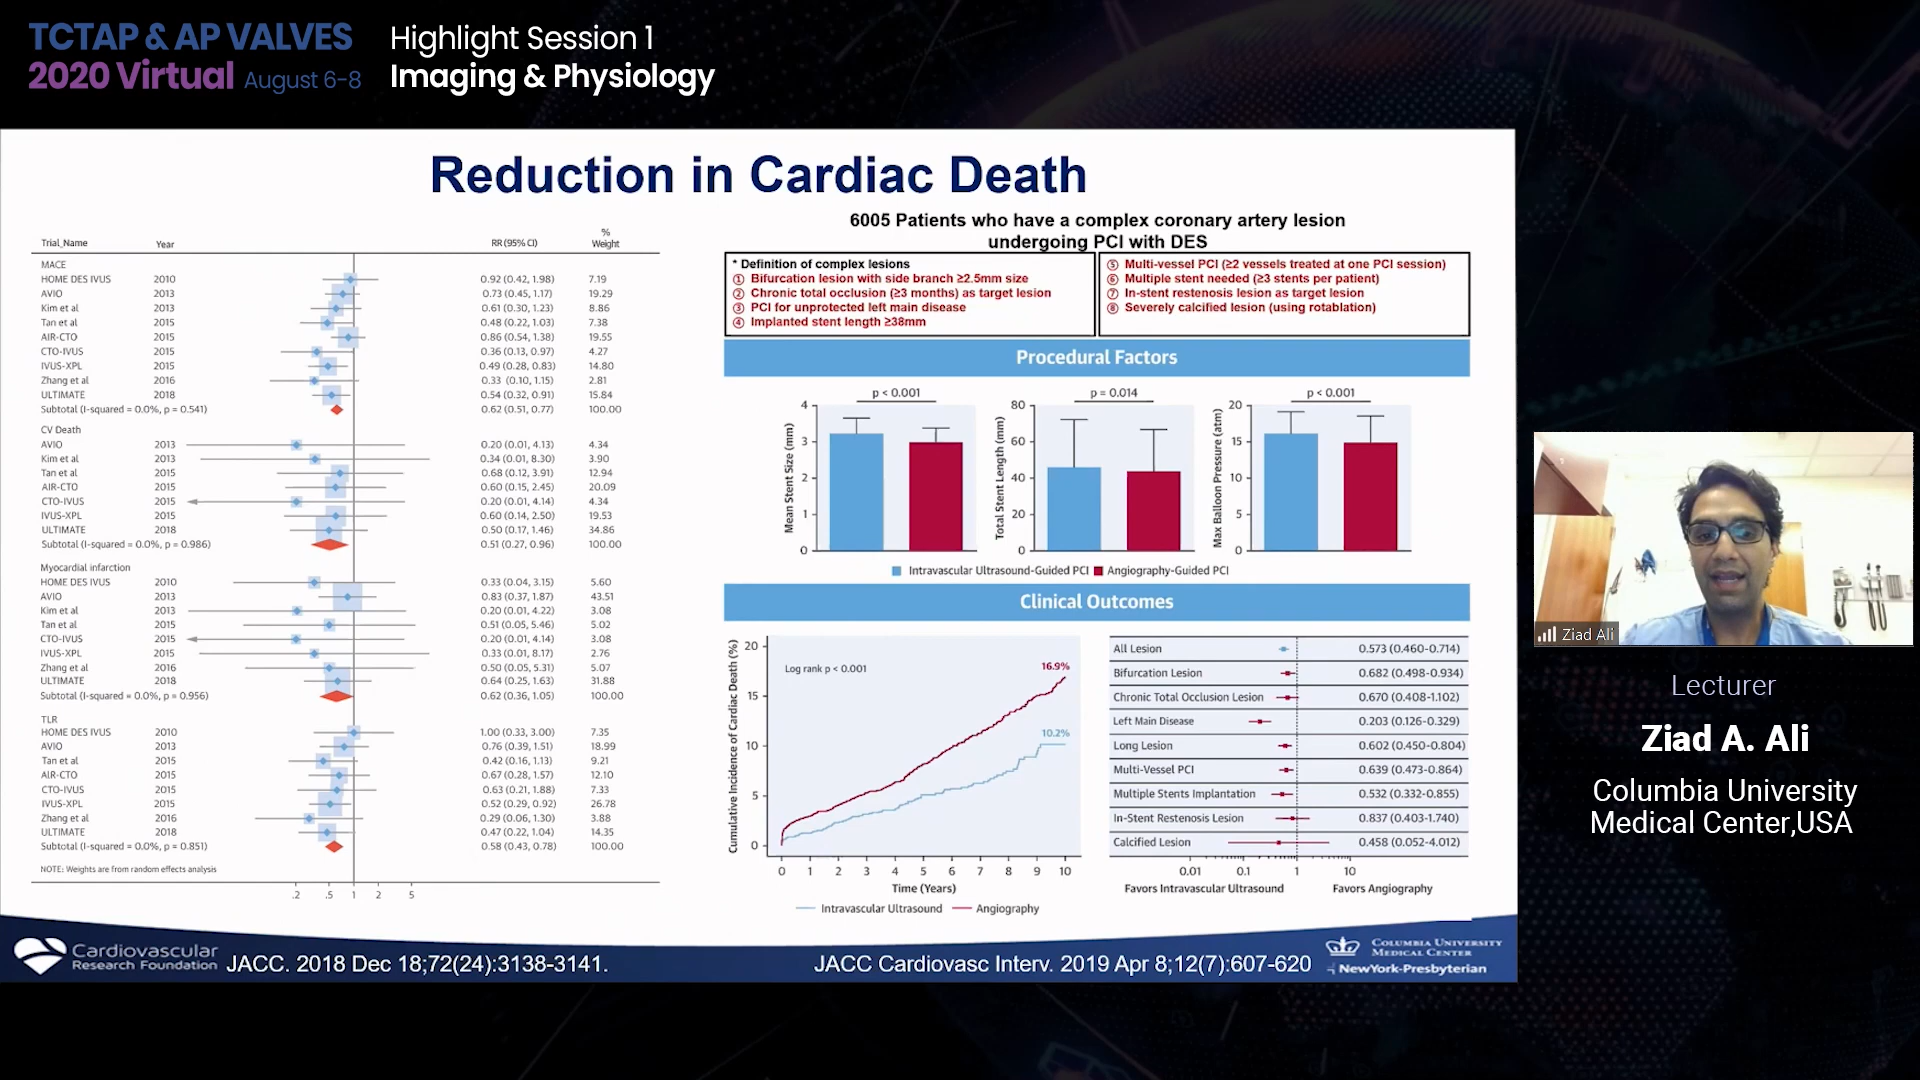 TCTAP & AP VALVES
2020 Virtual August 6-8
Highlight Session 1
Imaging & Physiology
Reduction in Cardiac Death
Trial_Name Year RR (95% CI) % Weight
MACE
HOME DES IVUS 2010 0.92 (0.42, 1.98) 7.19
AVIO 2013 0.73 (0.45, 1.17) 19.29
Kim et al 2013 0.61 (0.30, 1.23) 8.86
Tan et al 2015 0.48 (0.22, 1.03) 7.38
AIR-CTO 2015 0.86 (0.54, 1.38) 19.55
CTO-IVUS 2015 0.36 (0.13, 0.97) 4.27
IVUS-XPL 2015 0.49 (0.28, 0.83) 14.80
Zhang et al 2016 0.33 (0.10, 1.15) 2.81
ULTIMATE 2018 0.54 (0.32, 0.91) 15.84
Subtotal (I-squared = 0.0%, p = 0.541) 0.62 (0.51, 0.77) 100.00
CV Death
AVIO 2013 0.20 (0.01, 4.13) 4.34
Kim et al 2013 0.34 (0.01, 8.30) 3.90
Tan et al 2015 0.68 (0.12, 3.91) 12.94
AIR-CTO 2015 0.60 (0.15, 2.45) 20.09
CTO-IVUS 2015 0.20 (0.01, 4.14) 4.34
IVUS-XPL 2015 0.60 (0.14, 2.50) 19.53
ULTIMATE 2018 0.50 (0.17, 1.46) 34.86
Subtotal (I-squared = 0.0%, p = 0.986) 0.51 (0.27, 0.96) 100.00
Myocardial infarction
HOME DES IVUS 2010 0.33 (0.04, 3.15) 5.60
AVIO 2013 0.83 (0.37, 1.87) 43.51
Kim et al 2013 0.20 (0.01, 4.22) 3.08
Tan et al 2015 0.51 (0.05, 5.46) 5.02
CTO-IVUS 2015 0.20 (0.01, 4.14) 3.08
IVUS-XPL 2015 0.33 (0.01, 8.17) 2.76
Zhang et al 2016 0.50 (0.05, 5.31) 5.07
ULTIMATE 2018 0.64 (0.25, 1.63) 31.88
Subtotal (I-squared = 0.0%, p = 0.956) 0.62 (0.36, 1.05) 100.00
TLR
HOME DES IVUS 2010 1.00 (0.33, 3.00) 7.35
AVIO 2013 0.76 (0.39, 1.51) 18.99
Tan et al 2015 0.42 (0.16, 1.13) 9.21
AIR-CTO 2015 0.67 (0.28, 1.57) 12.10
CTO-IVUS 2015 0.63 (0.21, 1.88) 7.33
IVUS-XPL 2015 0.52 (0.29, 0.92) 26.78
Zhang et al 2016 0.29 (0.06, 1.30) 3.88
ULTIMATE 2018 0.47 (0.22, 1.04) 14.35
Subtotal (I-squared = 0.0%, p = 0.851) 0.58 (0.43, 0.78) 100.00
NOTE: Weights are from random effects analysis
.2 .5 1 2 5
6005 Patients who have a complex coronary artery lesion
undergoing PCI with DES
* Definition of complex lesions
① Bifurcation lesion with side branch ≥2.5mm size
② Chronic total occlusion (≥3 months) as target lesion
③ PCI for unprotected left main disease
④ Implanted stent length ≥38mm
⑤ Multi-vessel PCI (≥2 vessels treated at one PCI session)
⑥ Multiple stent needed (≥3 stents per patient)
⑦ In-stent restenosis lesion as target lesion
⑧ Severely calcified lesion (using rotablation)
Procedural Factors
p < 0.001
Mean Stent Size (mm)
4
3
2
1
0
p = 0.014
Total Stent Length (mm)
80
60
40
20
0
p < 0.001
Max Balloon Pressure (atm)
20
15
10
5
0
Intravascular Ultrasound-Guided PCI Angiography-Guided PCI
Clinical Outcomes
Cumulative Incidence of Cardiac Death (%)
20
15
10
5
0
Log rank p < 0.001
16.9%
10.2%
0 1 2 3 4 5 6 7 8 9 10
Time (Years)
Intravascular Ultrasound Angiography
All Lesion 0.573 (0.460-0.714)
Bifurcation Lesion 0.682 (0.498-0.934)
Chronic Total Occlusion Lesion 0.670 (0.408-1.102)
Left Main Disease 0.203 (0.126-0.329)
Long Lesion 0.602 (0.450-0.804)
Multi-Vessel PCI 0.639 (0.473-0.864)
Multiple Stents Implantation 0.532 (0.332-0.855)
In-Stent Restenosis Lesion 0.837 (0.403-1.740)
Calcified Lesion 0.458 (0.052-4.012)
0.01 0.1 1 10
Favors Intravascular Ultrasound Favors Angiography
Cardiovascular
Research Foundation
JACC. 2018 Dec 18;72(24):3138-3141.
JACC Cardiovasc Interv. 2019 Apr 8;12(7):607-620
COLUMBIA UNIVERSITY
MEDICAL CENTER
NewYork-Presbyterian
Ziad Ali
Lecturer
Ziad A. Ali
Columbia University
Medical Center,USA